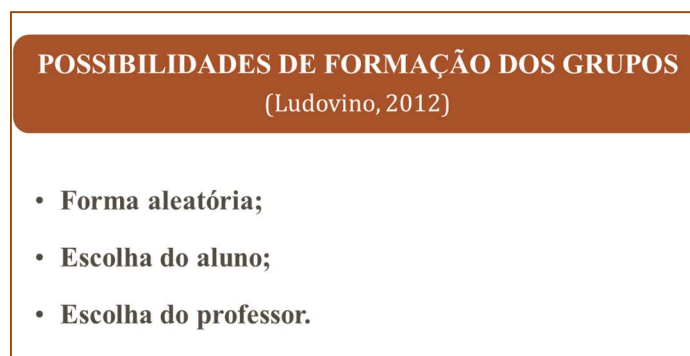 POSSIBILIDADES DE FORMAÇÃO DOS GRUPOS
(Ludovino, 2012)
• Forma aleatória;
• Escolha do aluno;
• Escolha do professor.